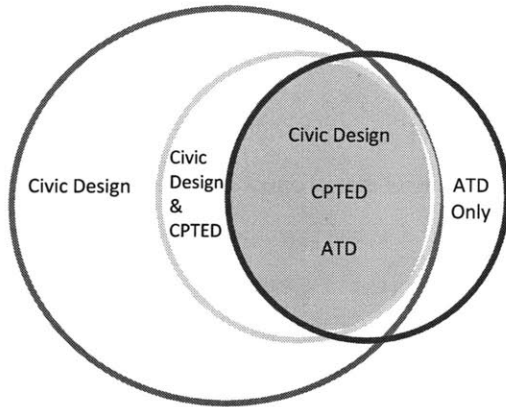 Civic Design
Civic
Design
&
CPTED
Civic Design
CPTED
ATD
ATD
Only